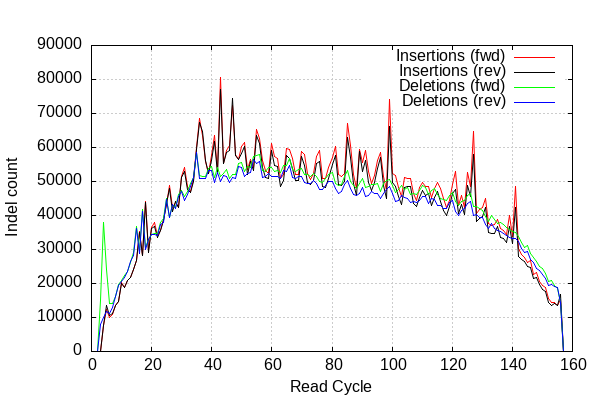 90000
80000
70000
60000
50000
40000
30000
20000
10000
0
Indel count
Insertions (fwd)
Insertions (rev)
Deletions (fwd)
Deletions (rev)
0 20 40 60 80 100 120 140 160
Read Cycle